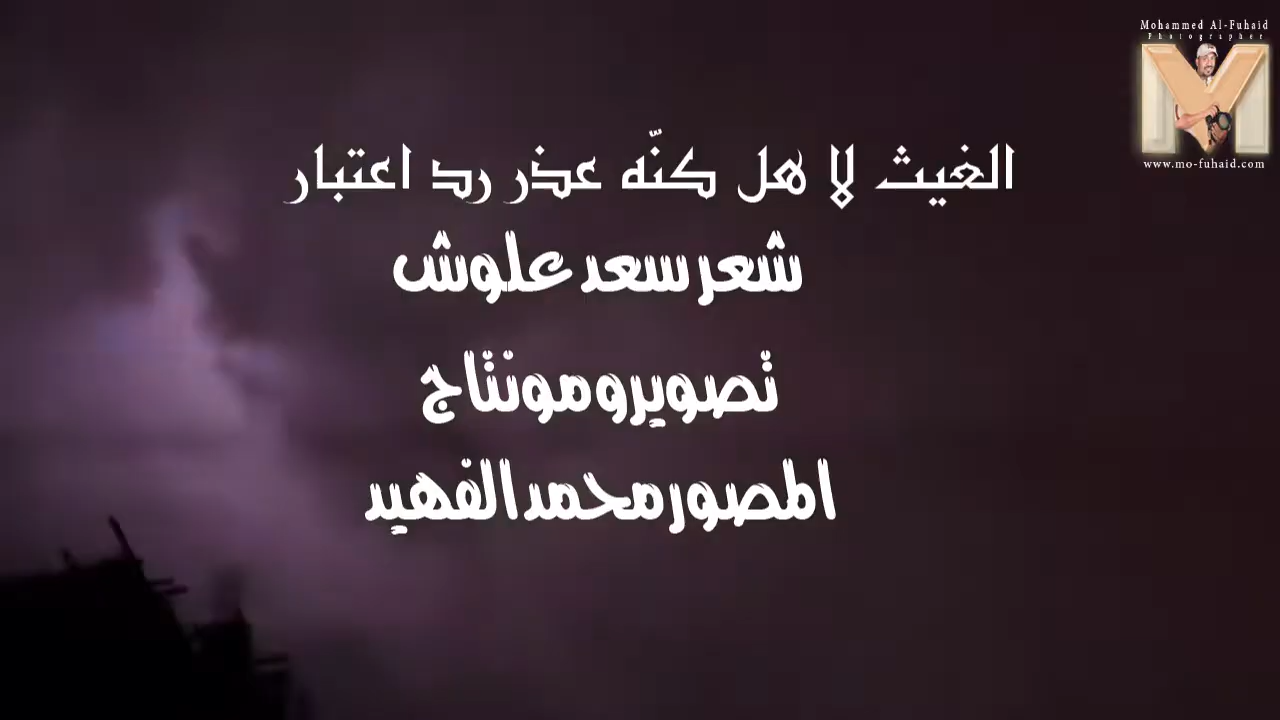 Mohammed Al-Fuhaid
Photographer
www.mo-fuhaid.com
الغيث لا هل كنّه عذر رد اعتبار
شعر سعد علوش
تصوير ومونتاج
المصور محمد الفهيد